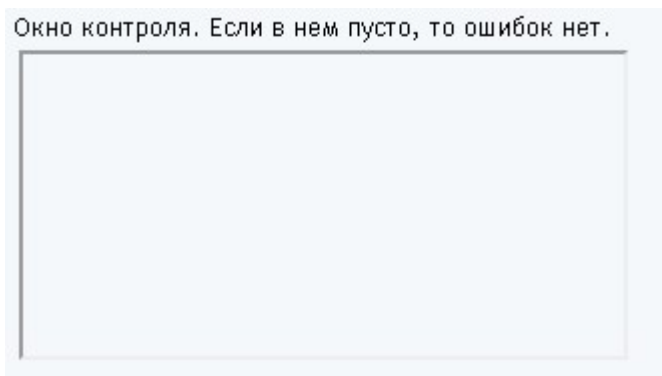 Окно контроля. Если в нем пусто, то ошибок нет.